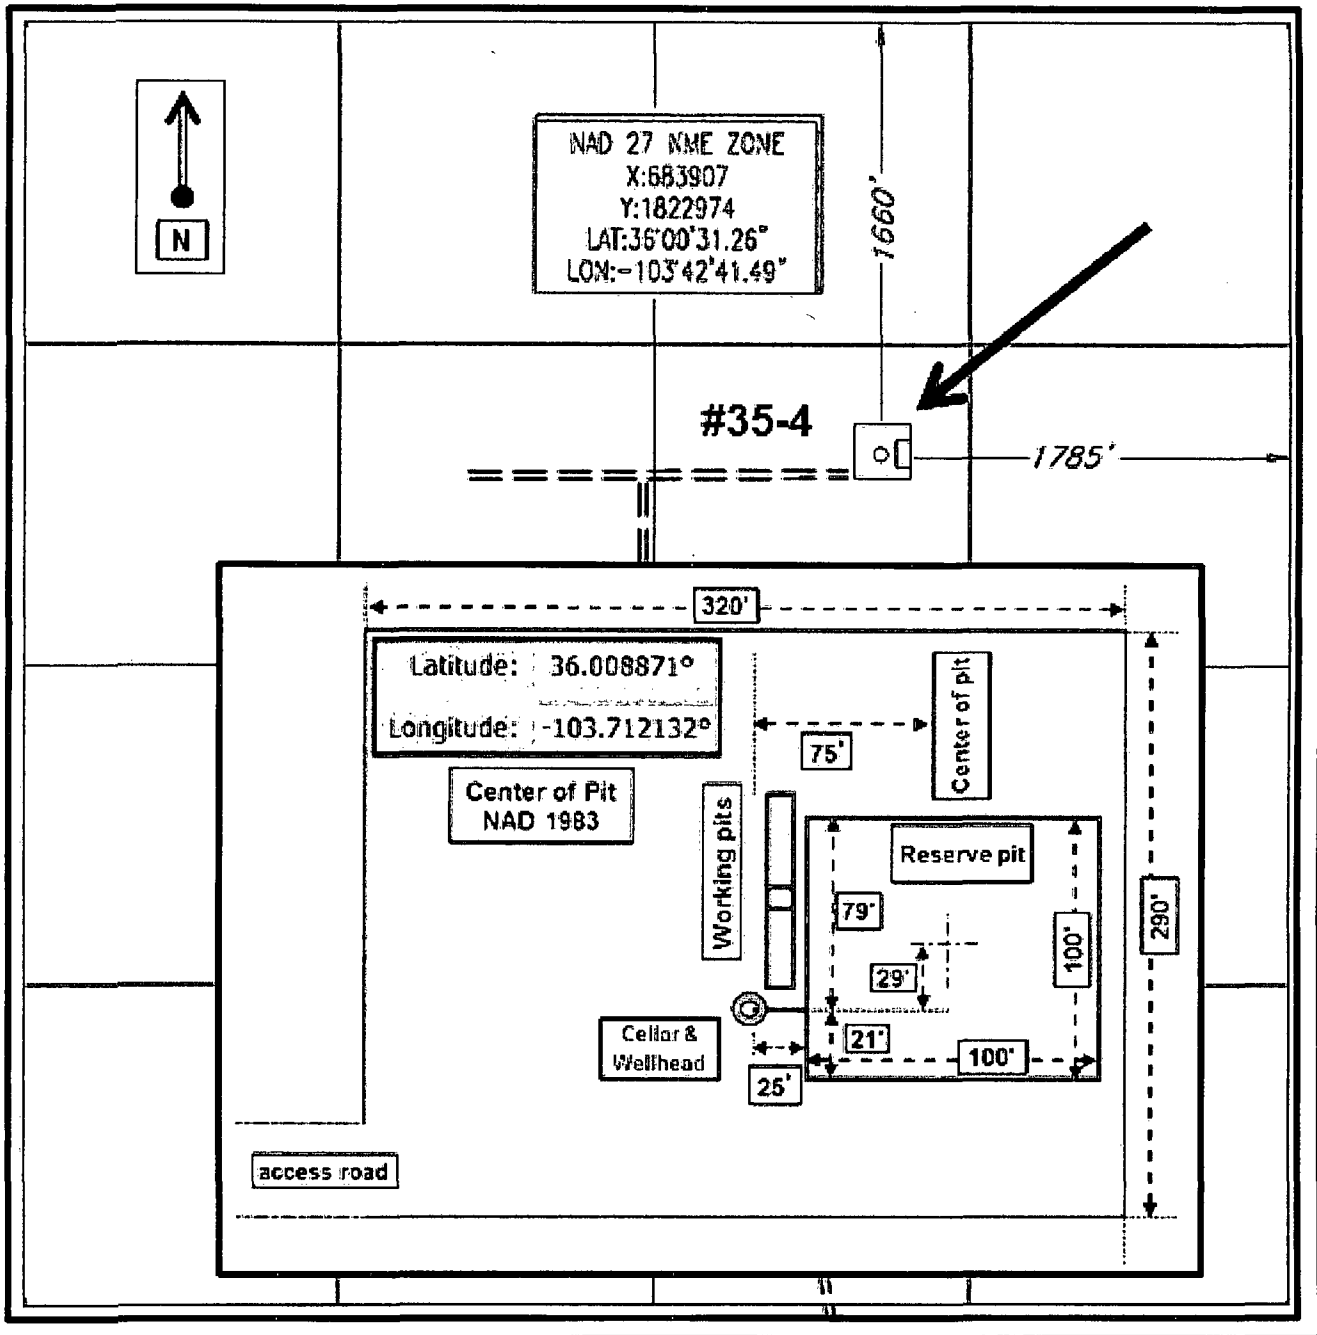 N
NAD 27 NME ZONE
X:683907
Y:1822974
LAT:36°00'31.26"
LON:-103°42'41.49"
1660'
#35-4
1785'
320'
Latitude: 36.008871°
Longitude: -103.712132°
Center of Pit
NAD 1983
75'
Center of pit
Working pits
Reserve pit
79'
29'
100'
290'
Cellar &
Wellhead
21'
100'
25'
access road